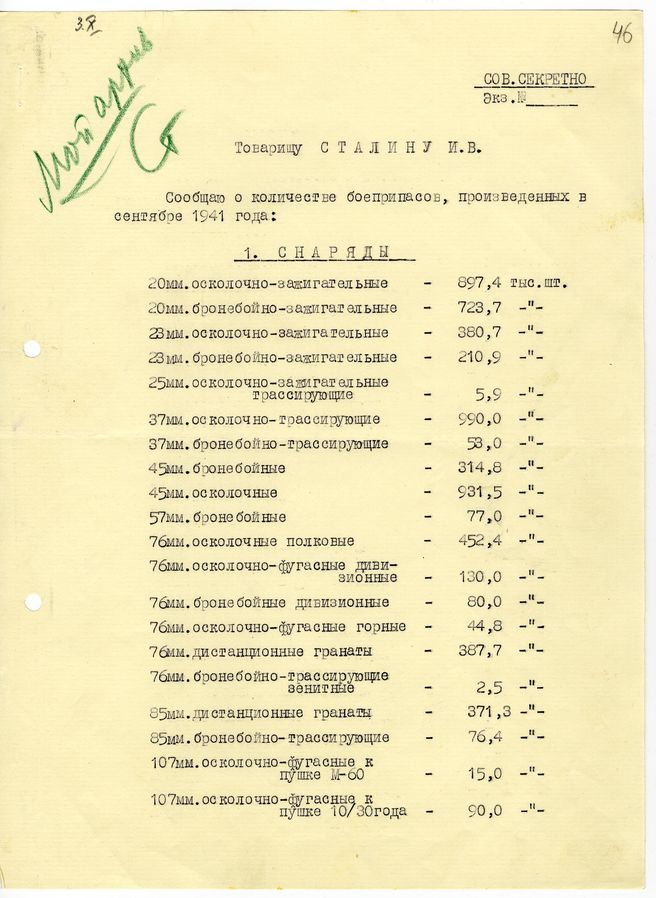 3.X
46
Мой архив
Ст
СОВ.СЕКРЕТНО
Экз.№
Товарищу С Т А Л И Н У И.В.
Сообщаю о количестве боеприпасов, произведенных в
сентябре 1941 года:
1. С Н А Р Я Д Ы
20мм.осколочно-зажигательные - 897,4 тыс.шт.
20мм.бронебойно-зажигательные - 723,7 -"-
23мм.осколочно-зажигательные - 380,7 -"-
23мм.бронебойно-зажигательные - 210,9 -"-
25мм.осколочно-зажигательные
трассирующие - 5,9 -"-
37мм.осколочно-трассирующие - 990,0 -"-
37мм.бронебойно-трассирующие - 53,0 -"-
45мм.бронебойные - 314,8 -"-
45мм.осколочные - 931,5 -"-
57мм.бронебойные - 77,0 -"-
76мм.осколочные полковые - 452,4 -"-
76мм.осколочно-фугасные диви-
зионные - 130,0 -"-
76мм.бронебойные дивизионные - 80,0 -"-
76мм.осколочно-фугасные горные - 44,8 -"-
76мм.дистанционные гранаты - 387,7 -"-
76мм.бронебойно-трассирующие
зенитные - 2,5 -"-
85мм.дистанционные гранаты - 371,3 -"-
85мм.бронебойно-трассирующие - 76,4 -"-
107мм.осколочно-фугасные к
пушке М-60 - 15,0 -"-
107мм.осколочно-фугасные к
пушке 10/30года - 90,0 -"-